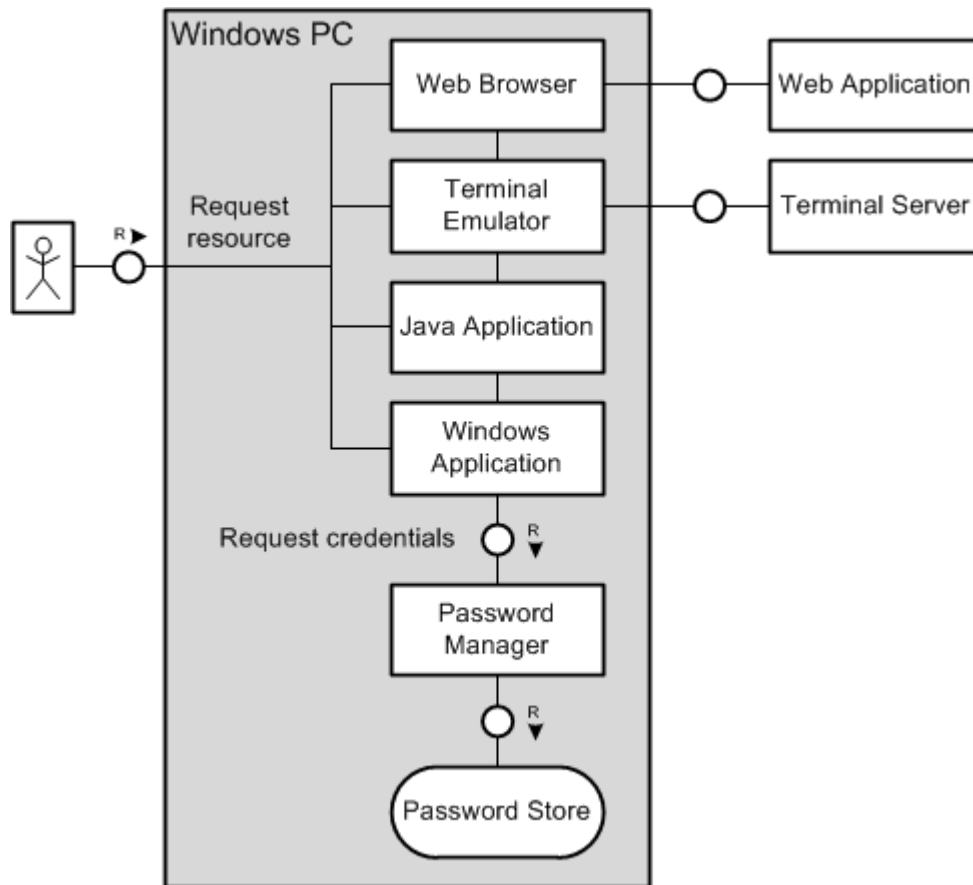 Windows PC
Web Browser
Web Application
Terminal
Emulator
Terminal Server
Request
resource
R
Java Application
Windows
Application
Request credentials
R
Password
Manager
R
Password Store